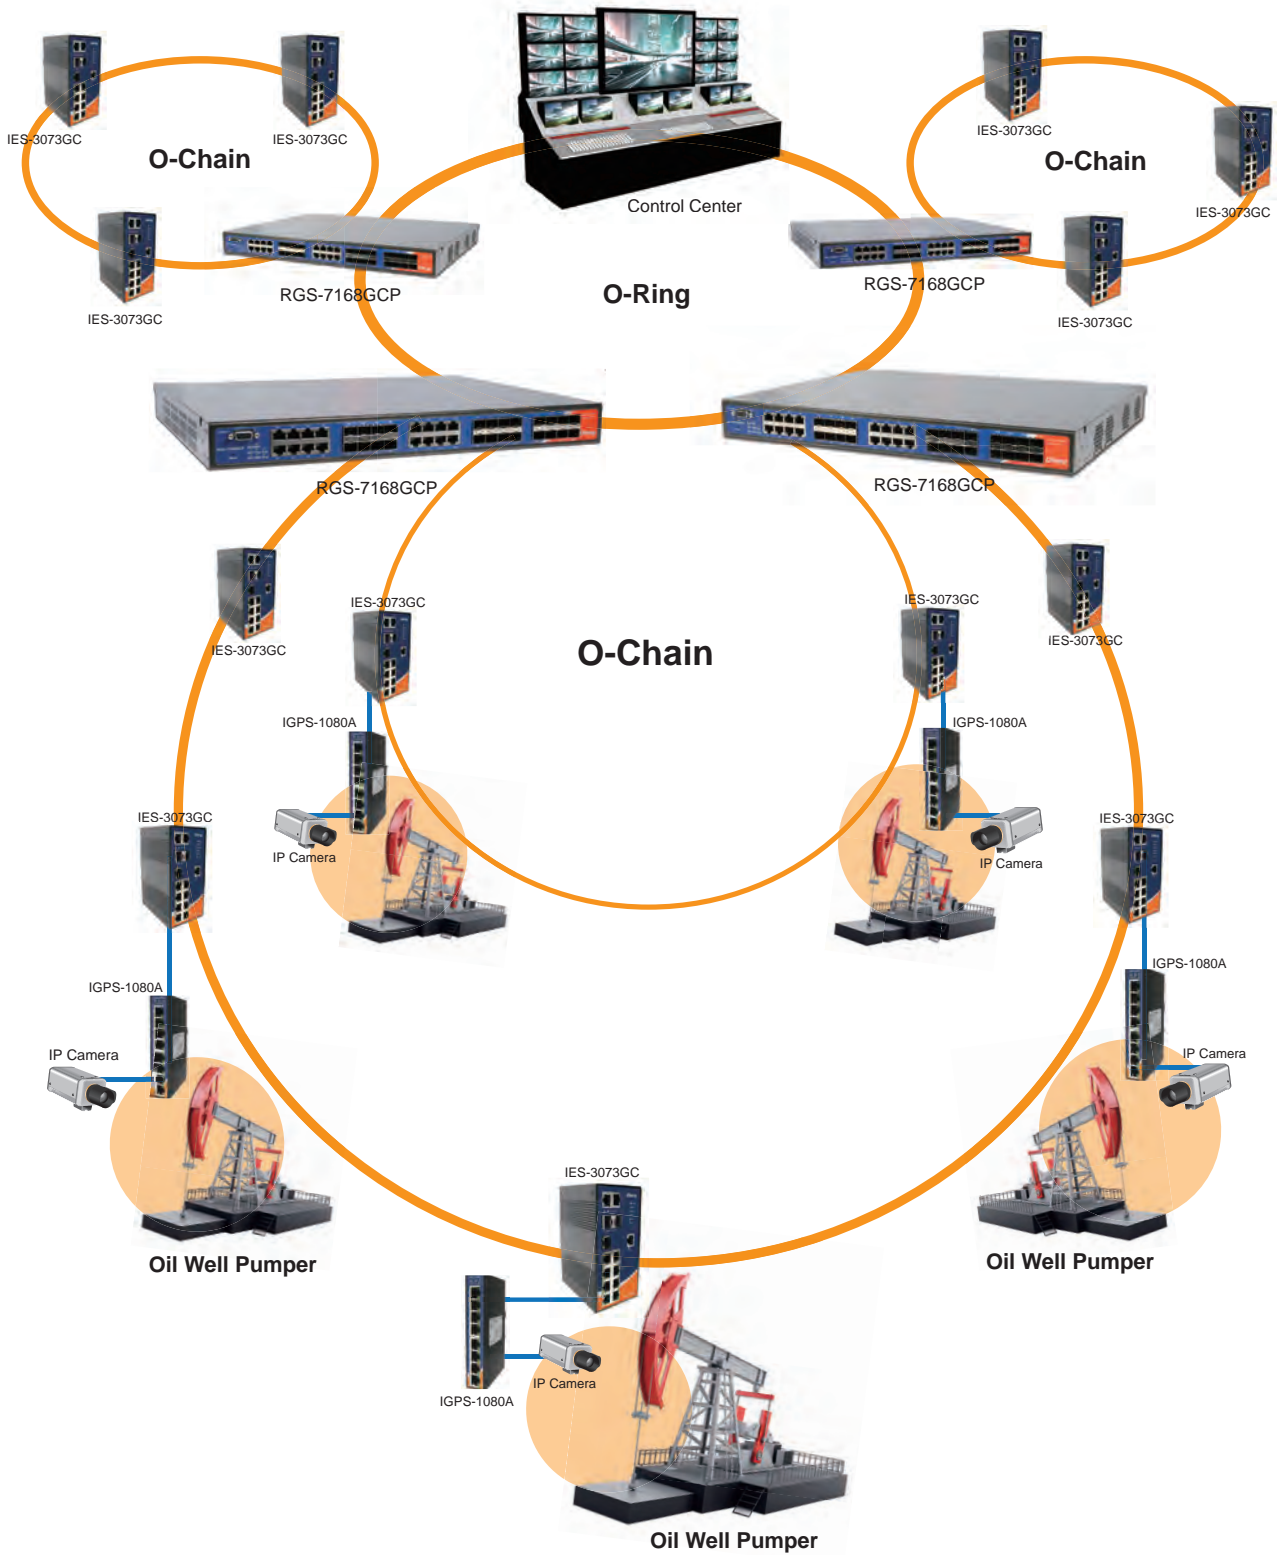 IES-3073GC
IES-3073GC
O-Chain
IES-3073GC
RGS-7168GCP
Control Center
O-Ring
IES-3073GC
O-Chain
IES-3073GC
RGS-7168GCP
IES-3073GC
RGS-7168GCP
RGS-7168GCP
IES-3073GC
IES-3073GC
O-Chain
IES-3073GC
IES-3073GC
IGPS-1080A
IGPS-1080A
IP Camera
IP Camera
IES-3073GC
IES-3073GC
IGPS-1080A
IGPS-1080A
IP Camera
IP Camera
Oil Well Pumper
Oil Well Pumper
IES-3073GC
IP Camera
IGPS-1080A
Oil Well Pumper